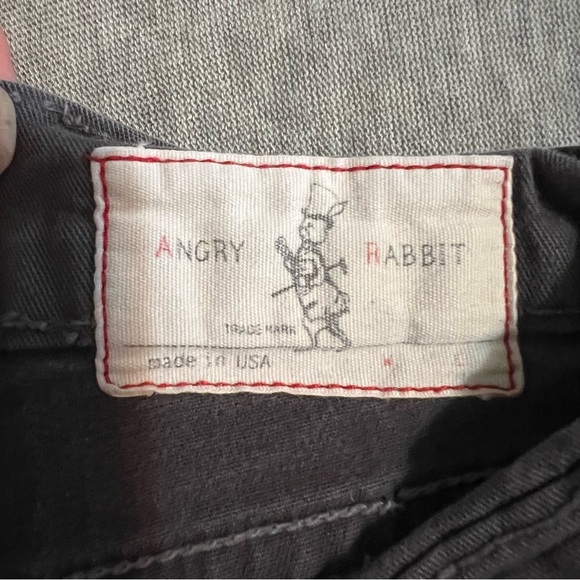 ANGRY RABBIT
TRADE MARK
made in USA
W L